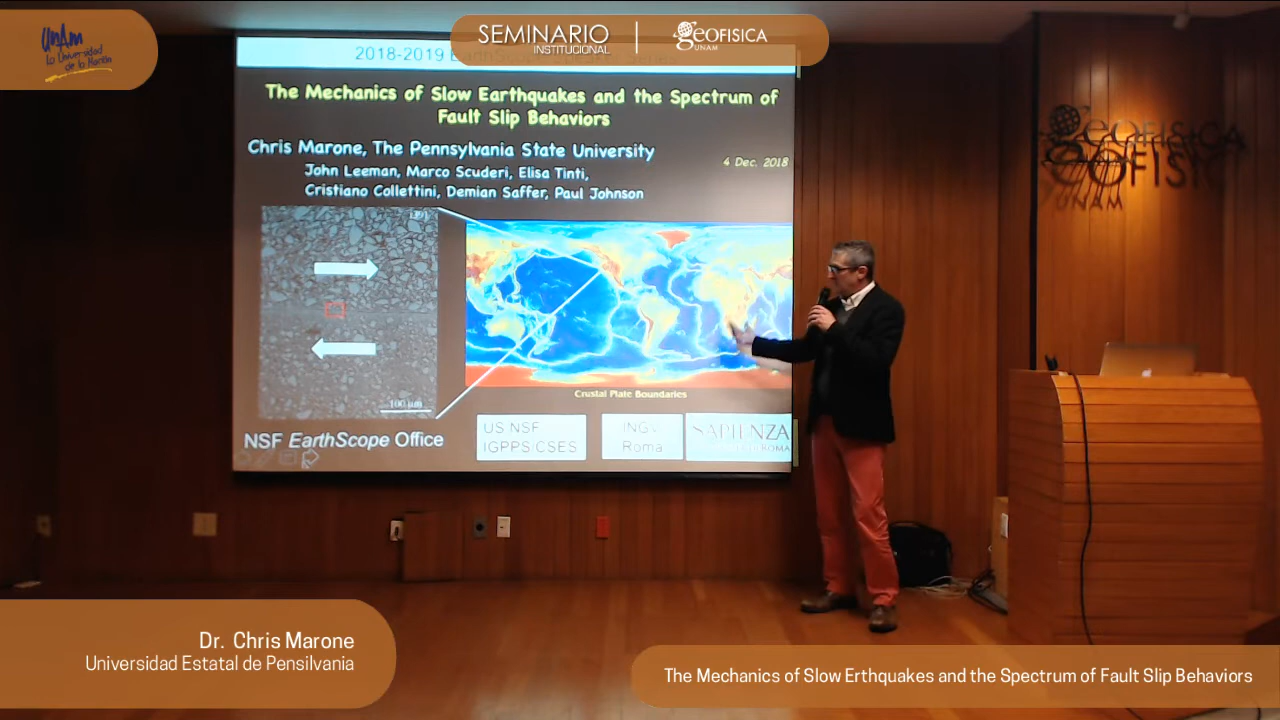 UNAM
La Universidad
de la Nación
SEMINARIO
INSTITUCIONAL
GEOFISICA
UNAM
2018-2019
The Mechanics of Slow Earthquakes and the Spectrum of
Fault Slip Behaviors
Chris Marone, The Pennsylvania State University
4 Dec. 2018
John Leeman, Marco Scuderi, Elisa Tinti,
Cristiano Collettini, Demian Saffer, Paul Johnson
100 µm
Crustal Plate Boundaries
NSF EarthScope Office
US NSF
IGPPS/CSES
INGV
Roma
SAPIENZA
ROMA
GEOFISICA
UNAM
Dr. Chris Marone
Universidad Estatal de Pensilvania
The Mechanics of Slow Erthquakes and the Spectrum of Fault Slip Behaviors